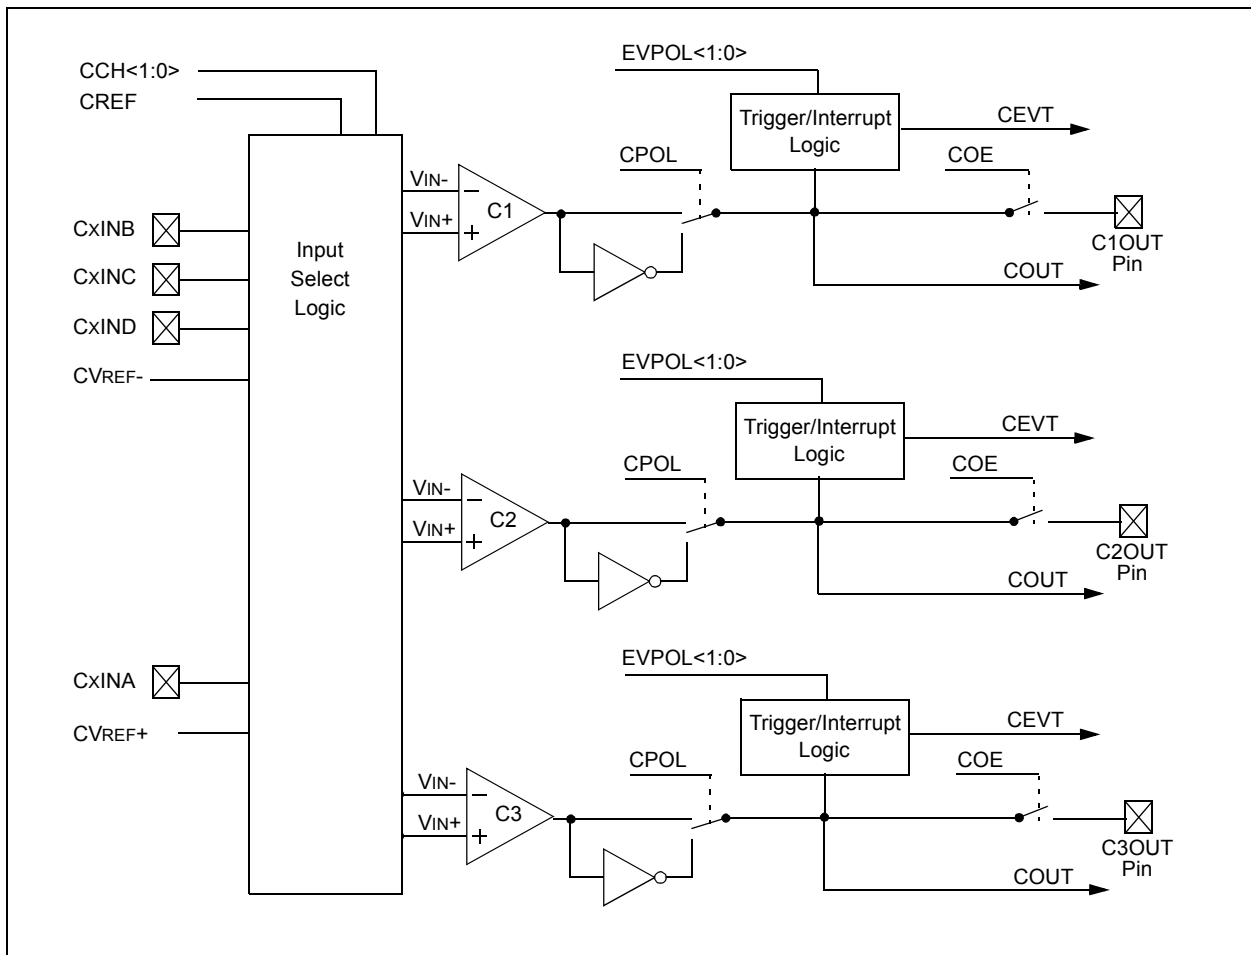 CCH<1:0>
CREF
CXINB
CXINC
CXIND
CVREF-
CXINA
CVREF+
Input
Select
Logic
EVPOL<1:0>
Trigger/Interrupt
Logic
CEVT
CPOL
COE
VIN-
VIN+
C1
C1OUT
Pin
COUT
EVPOL<1:0>
Trigger/Interrupt
Logic
CEVT
CPOL
COE
VIN-
VIN+
C2
C2OUT
Pin
COUT
EVPOL<1:0>
Trigger/Interrupt
Logic
CEVT
CPOL
COE
VIN-
VIN+
C3
C3OUT
Pin
COUT